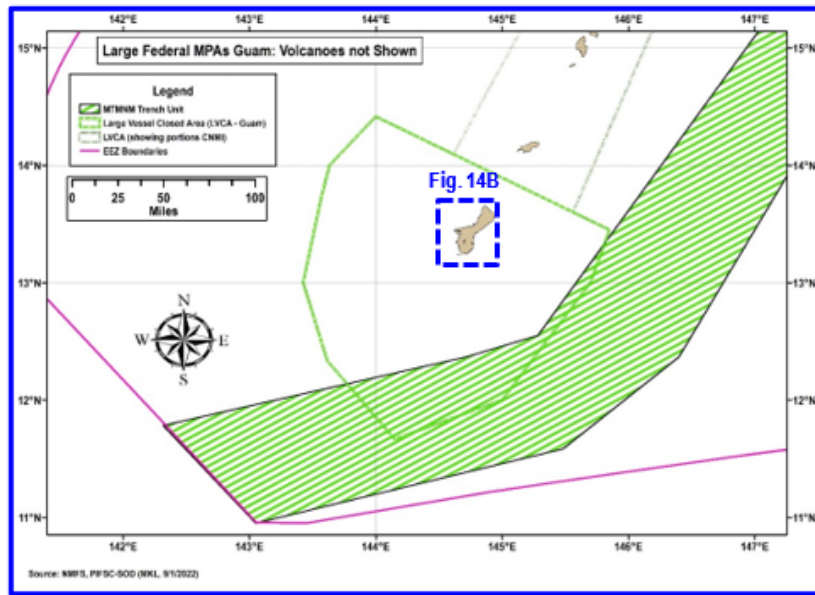 142°E 143°E 144°E 145°E 146°E 147°E
Large Federal MPAs Guam: Volcanoes not Shown
15°N 15°N
Legend
MTMNM Trench Unit
Large Vessel Closed Area (LVCA - Guam)
LVCA (showing portions CNMI)
EEZ Boundaries
14°N 14°N
0 25 50 100
Miles
Fig. 14B
13°N 13°N
N
W E
S
12°N 12°N
11°N 11°N
142°E 143°E 144°E 145°E 146°E 147°E
Source: NMFS, PIFSC-SOD (NKL, 9/1/2022)